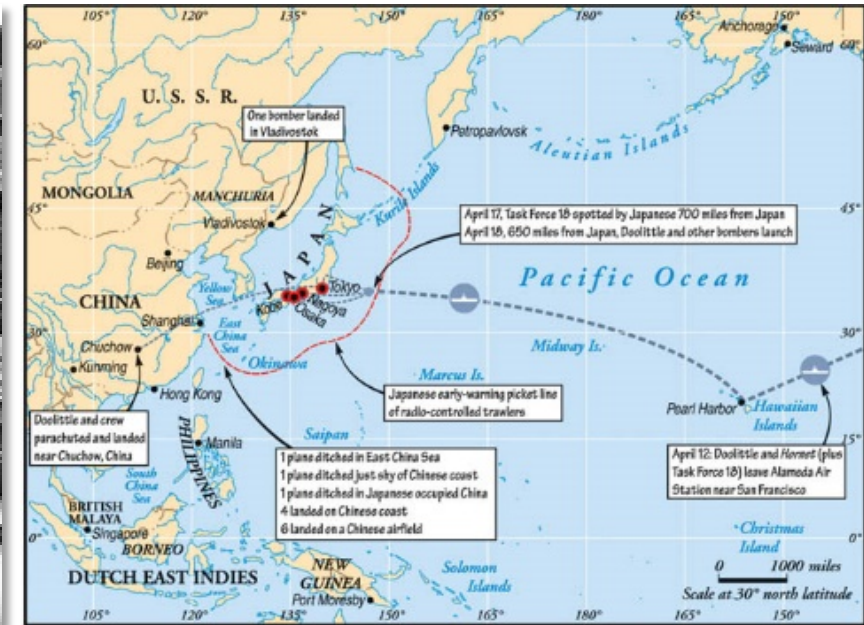 105° 120° 135° 150° 165° 180° 165° 150°
60°
60°
Anchorage
Seward
U. S. S. R.
One bomber landed
in Vladivostok
Petropavlovsk
Aleutian Islands
MONGOLIA
MANCHURIA
Kurile Islands
45°
45°
Vladivostok
JAPAN
April 17, Task Force 18 spotted by Japanese 700 miles from Japan
April 18, 650 miles from Japan, Doolittle and other bombers launch
Beijing
Pacific Ocean
Yellow
Sea
Tokyo
Nagoya
Kobe
Osaka
CHINA
Shanghai
East
China
Sea
30°
30°
Chuchow
Kunming
Okinawa
Midway Is.
Marcus Is.
Hong Kong
Japanese early-warning picket line
of radio-controlled trawlers
Pearl Harbor
Hawaiian
Islands
Doolittle and crew
parachuted and landed
near Chuchow, China
PHILIPPINES
Manila
Saipan
15°
15°
1 plane ditched in East China Sea
1 plane ditched just shy of Chinese coast
1 plane ditched in Japanese occupied China
4 landed on Chinese coast
6 landed on a Chinese airfield
April 12: Doolittle and Hornet (plus
Task Force 18) leave Alameda Air
Station near San Francisco
South
China
Sea
BRITISH
MALAYA
Singapore
BORNEO
Christmas
Island
0°
0°
DUTCH EAST INDIES
NEW
GUINEA
Solomon
Islands
Port Moresby
0 1000 miles
Scale at 30° north latitude
105° 120° 135° 150° 165° 180° 165° 150°